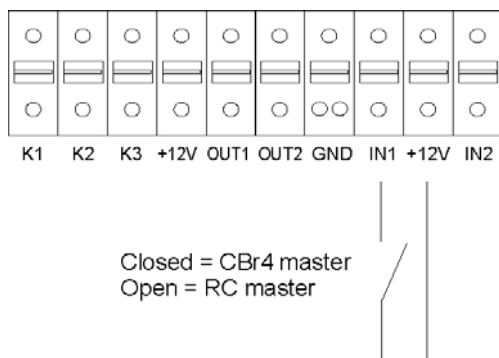 K1 K2 K3 +12V OUT1 OUT2 GND IN1 +12V IN2
Closed = CBr4 master
Open = RC master